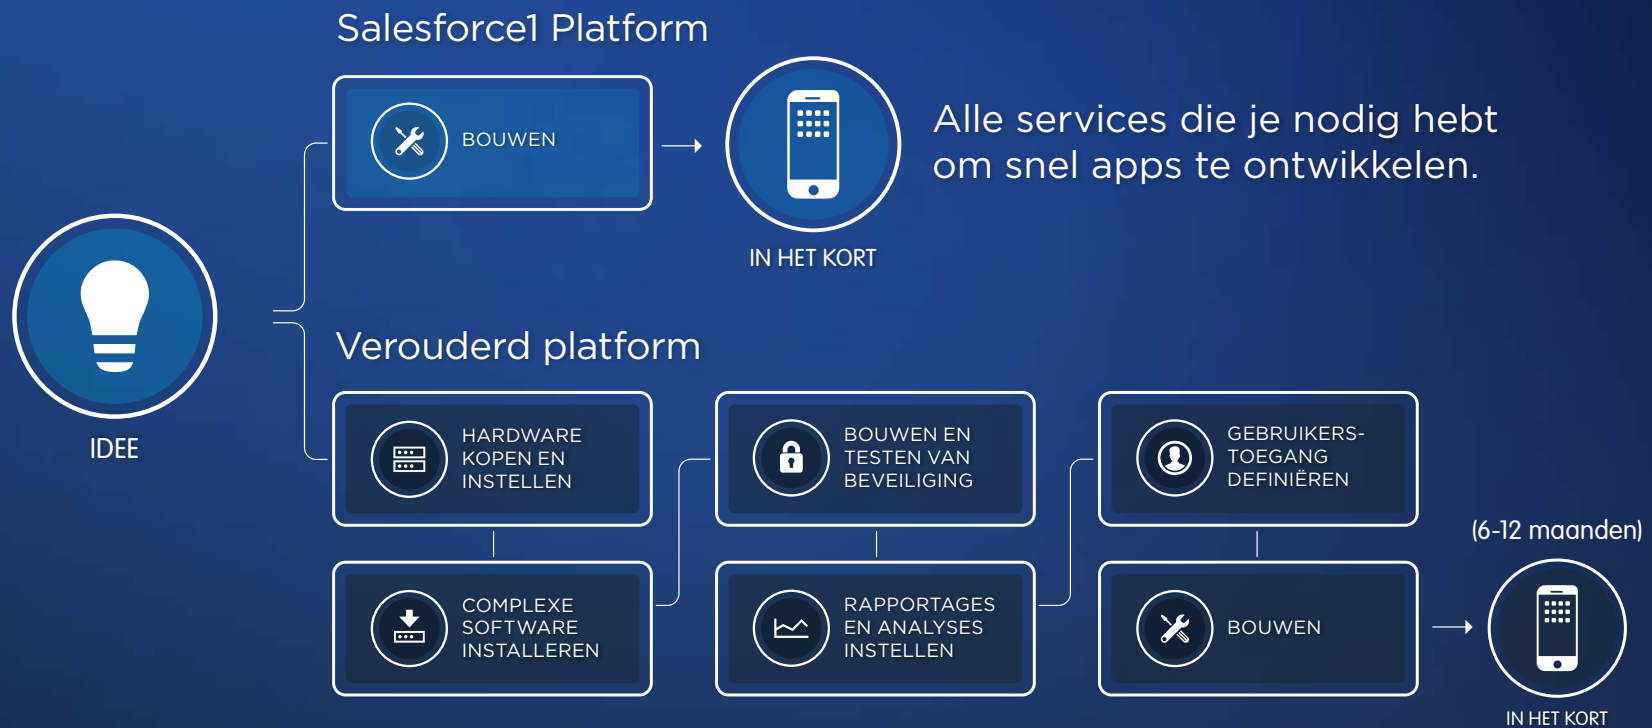 Salesforce1 Platform
BOUWEN
IN HET KORT
Alle services die je nodig hebt
om snel apps te ontwikkelen.
IDEE
Verouderd platform
HARDWARE
KOPEN EN
INSTELLEN
COMPLEXE
SOFTWARE
INSTALLEREN
BOUWEN EN
TESTEN VAN
BEVEILIGING
RAPPORTAGES
EN ANALYSES
INSTELLEN
GEBRUIKERS-
TOEGANG
DEFINIËREN
BOUWEN
(6-12 maanden)
IN HET KORT